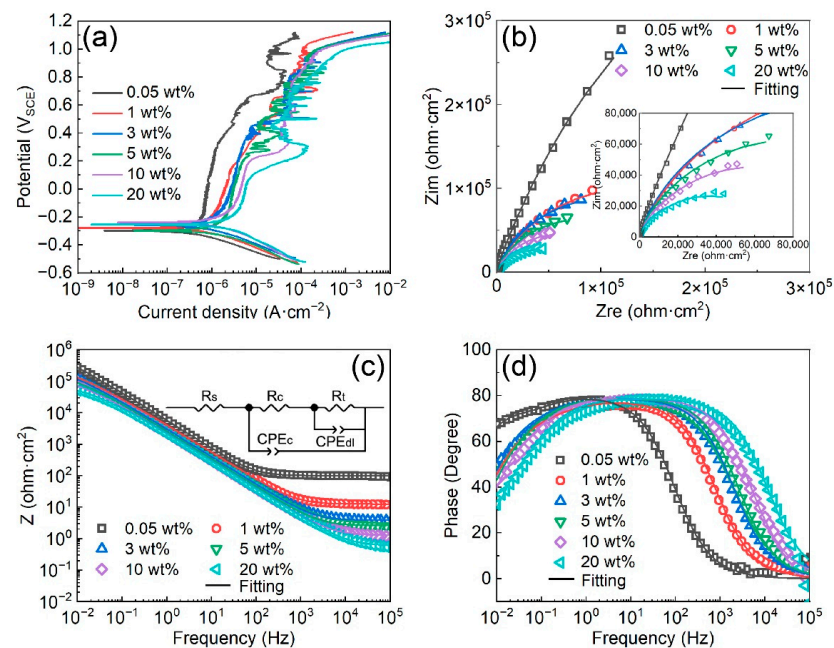 (a)
1.2
1.0
0.8
0.6
0.4
0.2
0.0
−0.2
−0.4
−0.6
Potential (V_SCE)
0.05 wt%
1 wt%
3 wt%
5 wt%
10 wt%
20 wt%
10⁻⁹ 10⁻⁸ 10⁻⁷ 10⁻⁶ 10⁻⁵ 10⁻⁴ 10⁻³ 10⁻²
Current density (A·cm⁻²)
(b)
3×10⁵
2×10⁵
1×10⁵
0
Zim (ohm·cm²)
0.05 wt% 1 wt%
3 wt% 5 wt%
10 wt% 20 wt%
Fitting
80,000
60,000
40,000
20,000
0
Zim (ohm·cm²)
0 20,000 40,000 60,000 80,000
Zre (ohm·cm²)
0 1×10⁵ 2×10⁵ 3×10⁵
Zre (ohm·cm²)
(c)
10⁶
10⁵
10⁴
10³
10²
10¹
10⁰
10⁻¹
10⁻²
Z (ohm·cm²)
Rs Rc Rt
CPEc CPEdl
0.05 wt% 1 wt%
3 wt% 5 wt%
10 wt% 20 wt%
Fitting
10⁻² 10⁻¹ 10⁰ 10¹ 10² 10³ 10⁴ 10⁵
Frequency (Hz)
(d)
100
80
60
40
20
0
Phase (Degree)
0.05 wt%
1 wt%
3 wt%
5 wt%
10 wt%
20 wt%
Fitting
10⁻² 10⁻¹ 10⁰ 10¹ 10² 10³ 10⁴ 10⁵
Frequency (Hz)